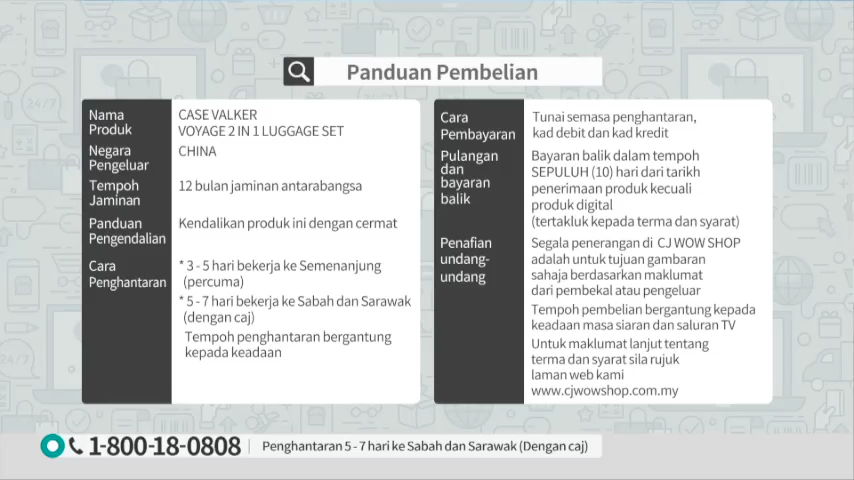 Panduan Pembelian
Nama
Produk
CASE VALKER
VOYAGE 2 IN 1 LUGGAGE SET
Negara
Pengeluar
CHINA
Tempoh
Jaminan
12 bulan jaminan antarabangsa
Panduan
Pengendalian
Kendalikan produk ini dengan cermat
Cara
Penghantaran
* 3 - 5 hari bekerja ke Semenanjung
(percuma)
* 5 - 7 hari bekerja ke Sabah dan Sarawak
(dengan caj)
Tempoh penghantaran bergantung
kepada keadaan
Cara
Pembayaran
Tunai semasa penghantaran,
kad debit dan kad kredit
Pulangan
dan
bayaran
balik
Bayaran balik dalam tempoh
SEPULUH (10) hari dari tarikh
penerimaan produk kecuali
produk digital
(tertakluk kepada terma dan syarat)
Penafian
undang-
undang
Segala penerangan di CJ WOW SHOP
adalah untuk tujuan gambaran
sahaja berdasarkan maklumat
dari pembekal atau pengeluar
Tempoh pembelian bergantung kepada
keadaan masa siaran dan saluran TV
Untuk maklumat lanjut tentang
terma dan syarat sila rujuk
laman web kami
www.cjwowshop.com.my
24/7
24/7
1-800-18-0808
Penghantaran 5 - 7 hari ke Sabah dan Sarawak (Dengan caj)